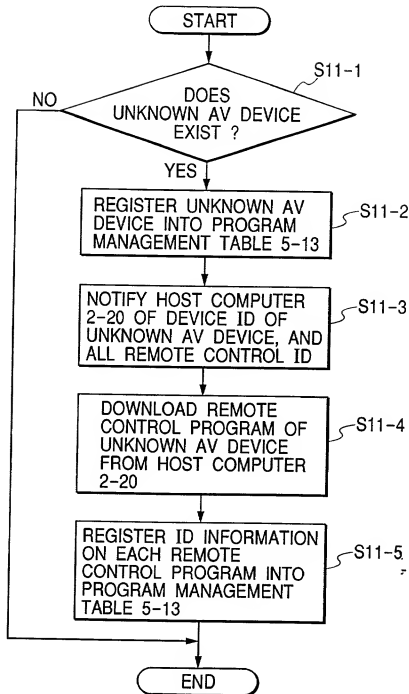 START
S11-1
DOES
UNKNOWN AV DEVICE
EXIST ?
NO
YES
REGISTER UNKNOWN AV
DEVICE INTO PROGRAM
MANAGEMENT TABLE 5-13
S11-2
NOTIFY HOST COMPUTER
2-20 OF DEVICE ID OF
UNKNOWN AV DEVICE, AND
ALL REMOTE CONTROL ID
S11-3
DOWNLOAD REMOTE
CONTROL PROGRAM OF
UNKNOWN AV DEVICE
FROM HOST COMPUTER
2-20
S11-4
REGISTER ID INFORMATION
ON EACH REMOTE
CONTROL PROGRAM INTO
PROGRAM MANAGEMENT
TABLE 5-13
S11-5
END